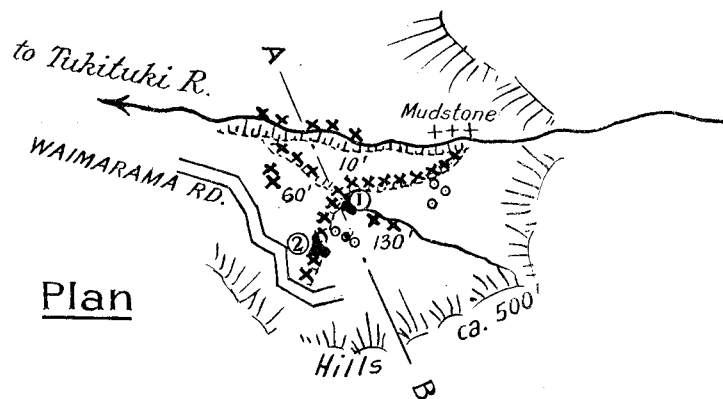 A
to Tukituki R.
Mudstone
10'
WAIMARAMA RD.
60'
1
130'
2
Plan
ca. 500'
Hills
B